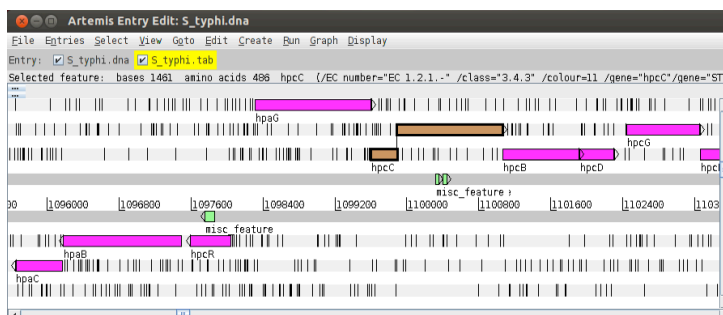 Artemis Entry Edit: S_typhi.dna
File Entries Select View Goto Edit Create Run Graph Display
Entry: S_typhi.dna S_typhi.tab
Selected feature: bases 1461 amino acids 486 hpcC (/EC_number="EC 1.2.1.-" /class="3.4.3" /colour=11 /gene="hpcC"/gene="ST
hpaG
hpcG
hpcC hpcB hpcD
misc_feature
1096000 1096800 1097600 1098400 1099200 1100000 1100800 1101600 1102400 1103
misc_feature
hpaB hpcR
hpaC